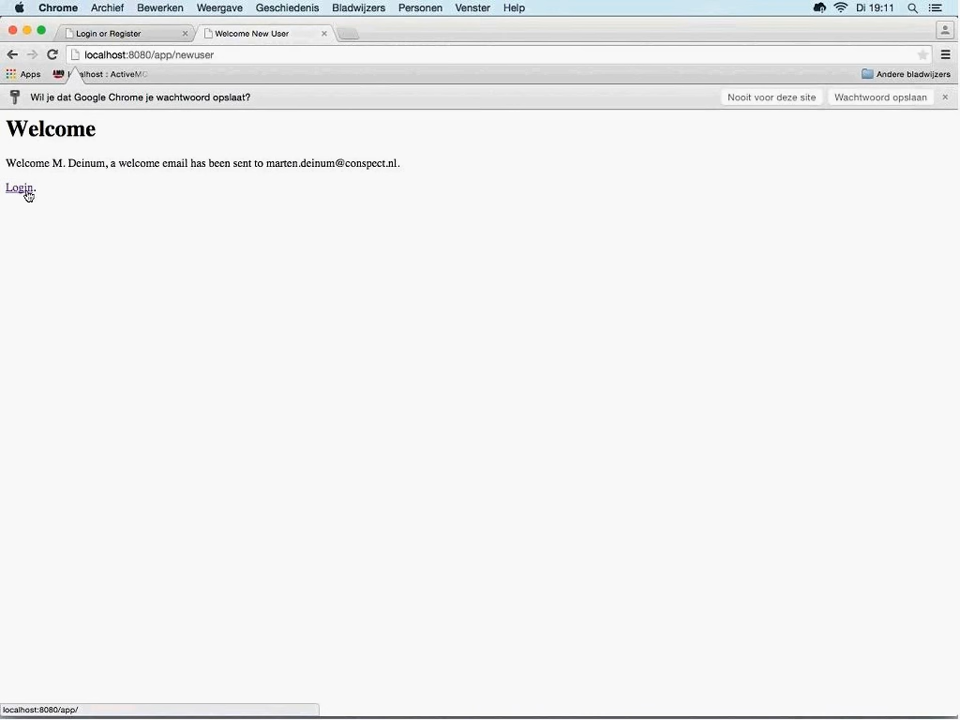 Chrome Archief Bewerken Weergave Geschiedenis Bladwijzers Personen Venster Help Di 19:11
Login or Register Welcome New User
localhost:8080/app/newuser
Apps alhost : ActiveM Andere bladwijzers
Wil je dat Google Chrome je wachtwoord opslaat? Nooit voor deze site Wachtwoord opslaan
Welcome
Welcome M. Deinum, a welcome email has been sent to marten.deinum@conspect.nl.
Login.
localhost:8080/app/